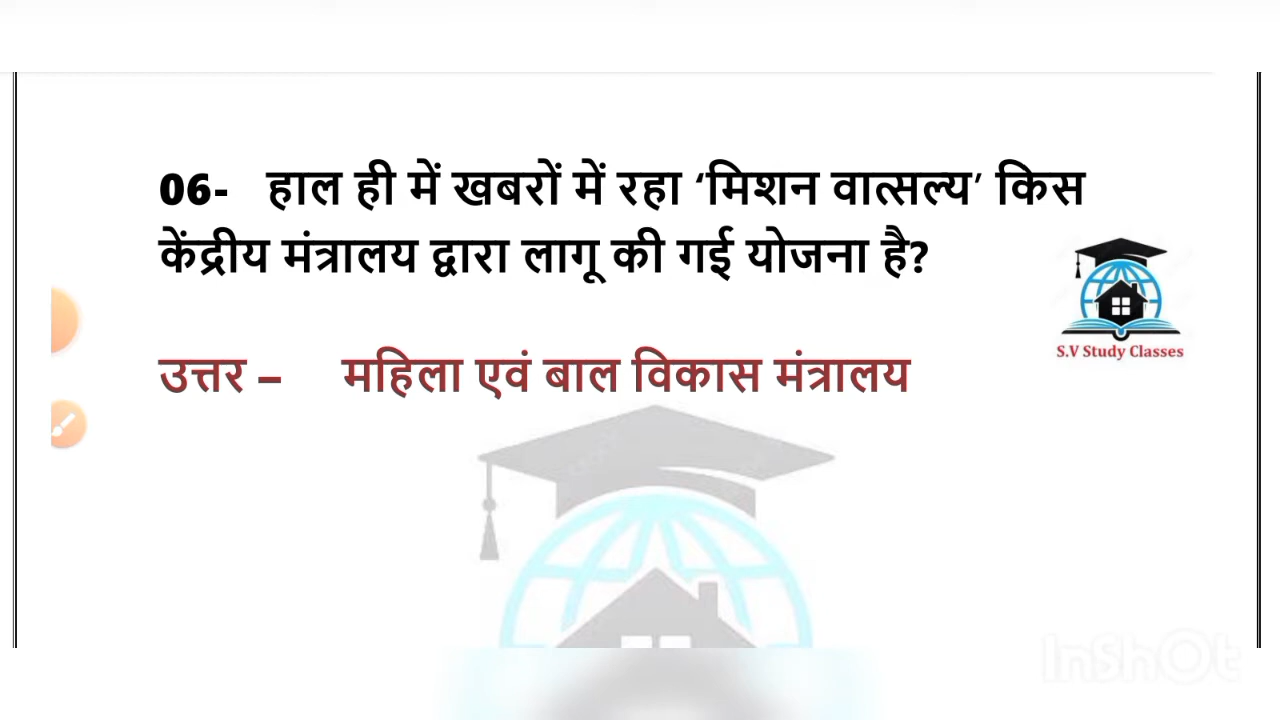 06- हाल ही में खबरों में रहा ‘मिशन वात्सल्य’ किस
केंद्रीय मंत्रालय द्वारा लागू की गई योजना है?
S.V Study Classes
उत्तर – महिला एवं बाल विकास मंत्रालय
InShOt